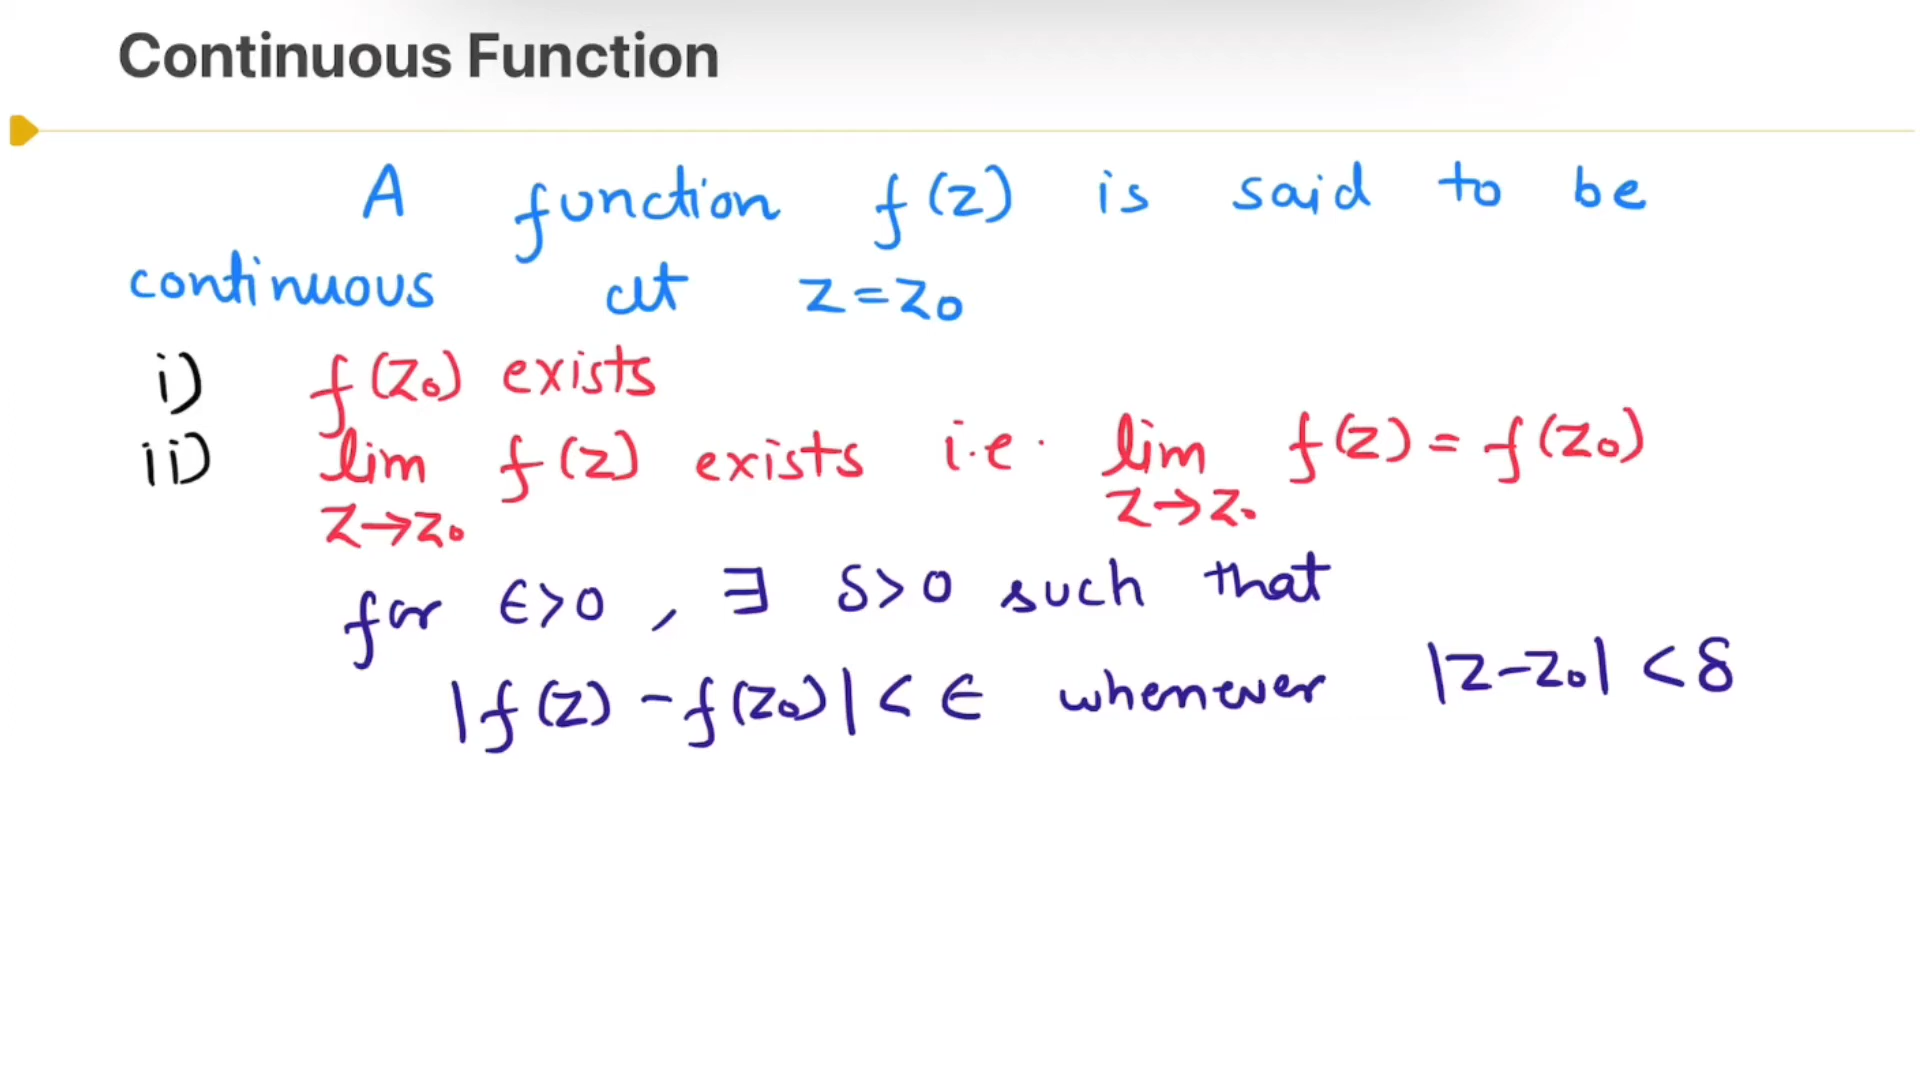 Continuous Function
A function f(z) is said to be
continuous at z=z₀
i) f(z₀) exists
ii) lim f(z) exists i.e. lim f(z) = f(z₀)
z→z₀ z→z₀
for ϵ>0, ∃ δ>0 such that
|f(z) - f(z₀)| < ϵ whenever |z-z₀| < δ